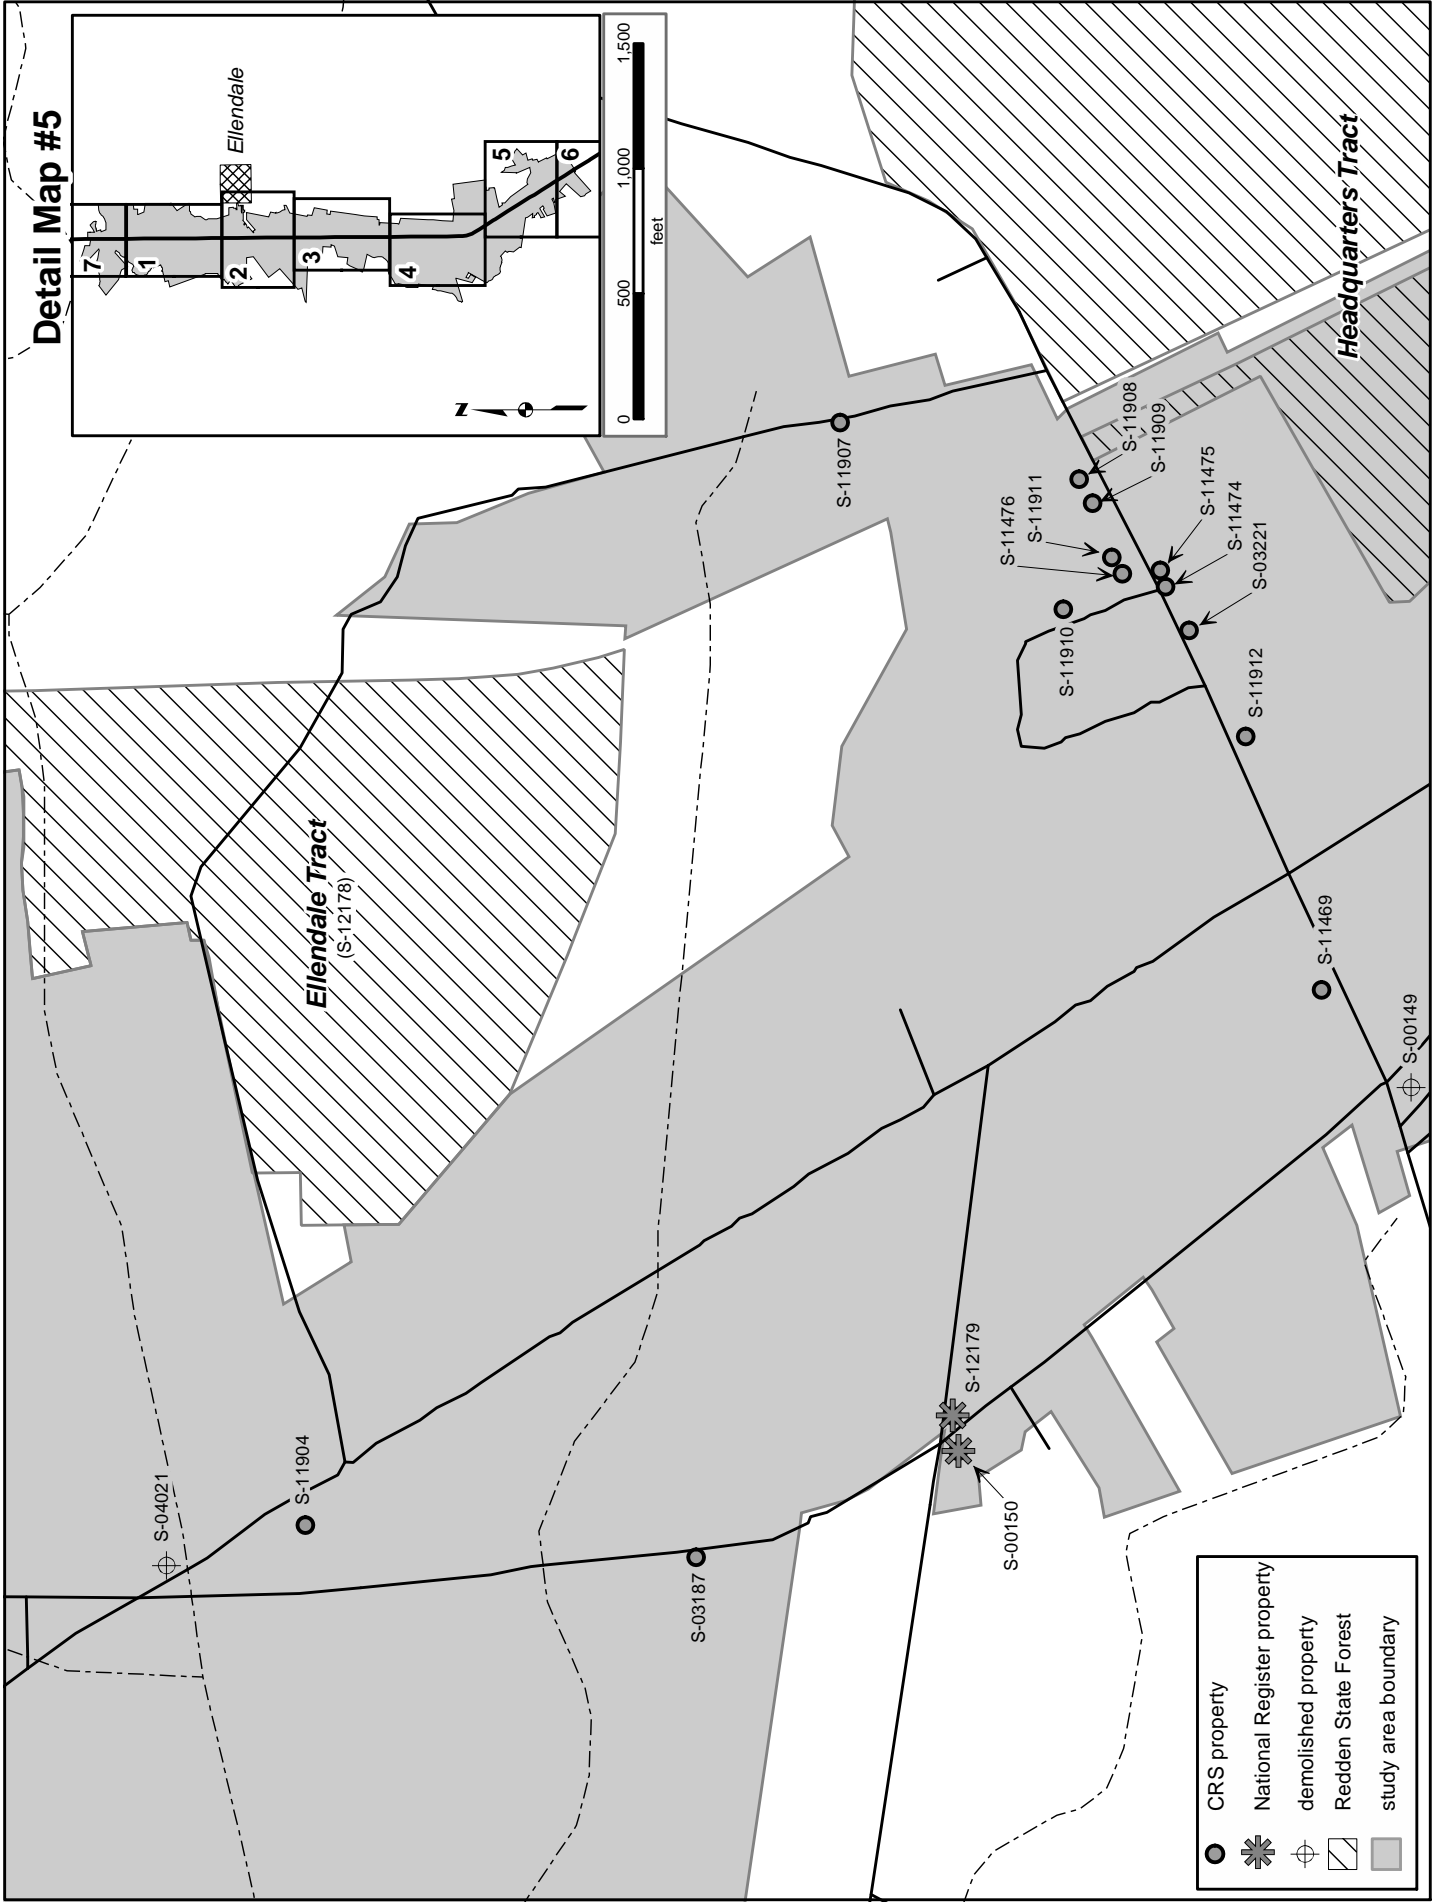 Detail Map #5
Ellendale
7
1
2
3
4
5
6
N
0
500
1,000
1,500
feet
Headquarters Tract
Ellendale Tract
(S-12178)
S-04021
S-11904
S-03187
S-00150
S-12179
S-11907
S-11908
S-11909
S-11911
S-11476
S-11475
S-11474
S-03221
S-11910
S-11912
S-11469
S-00149
CRS property
National Register property
demolished property
Redden State Forest
study area boundary